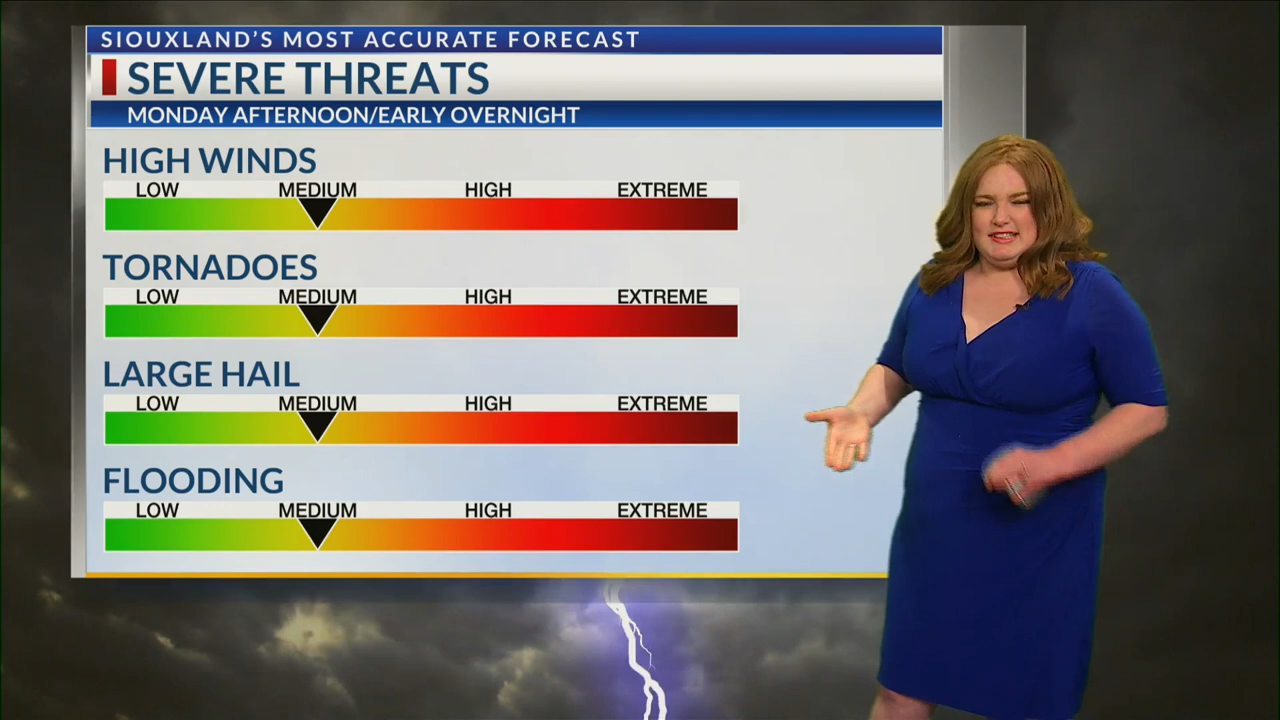 SIOUXLAND'S MOST ACCURATE FORECAST
SEVERE THREATS
MONDAY AFTERNOON/EARLY OVERNIGHT
HIGH WINDS
LOW MEDIUM HIGH EXTREME
TORNADOES
LOW MEDIUM HIGH EXTREME
LARGE HAIL
LOW MEDIUM HIGH EXTREME
FLOODING
LOW MEDIUM HIGH EXTREME